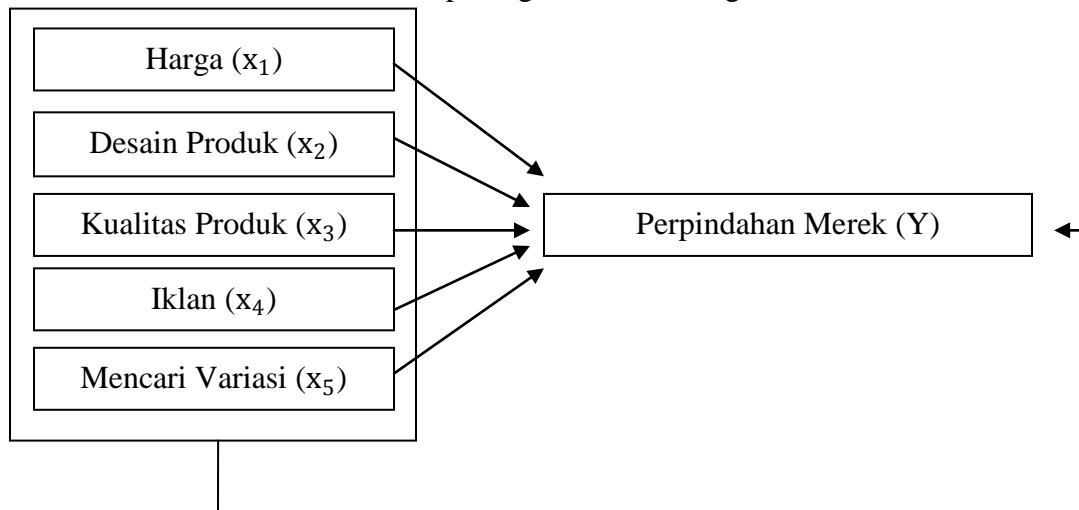 Harga (x₁)
Desain Produk (x₂)
Kualitas Produk (x₃)
Perpindahan Merek (Y)
Iklan (x₄)
Mencari Variasi (x₅)